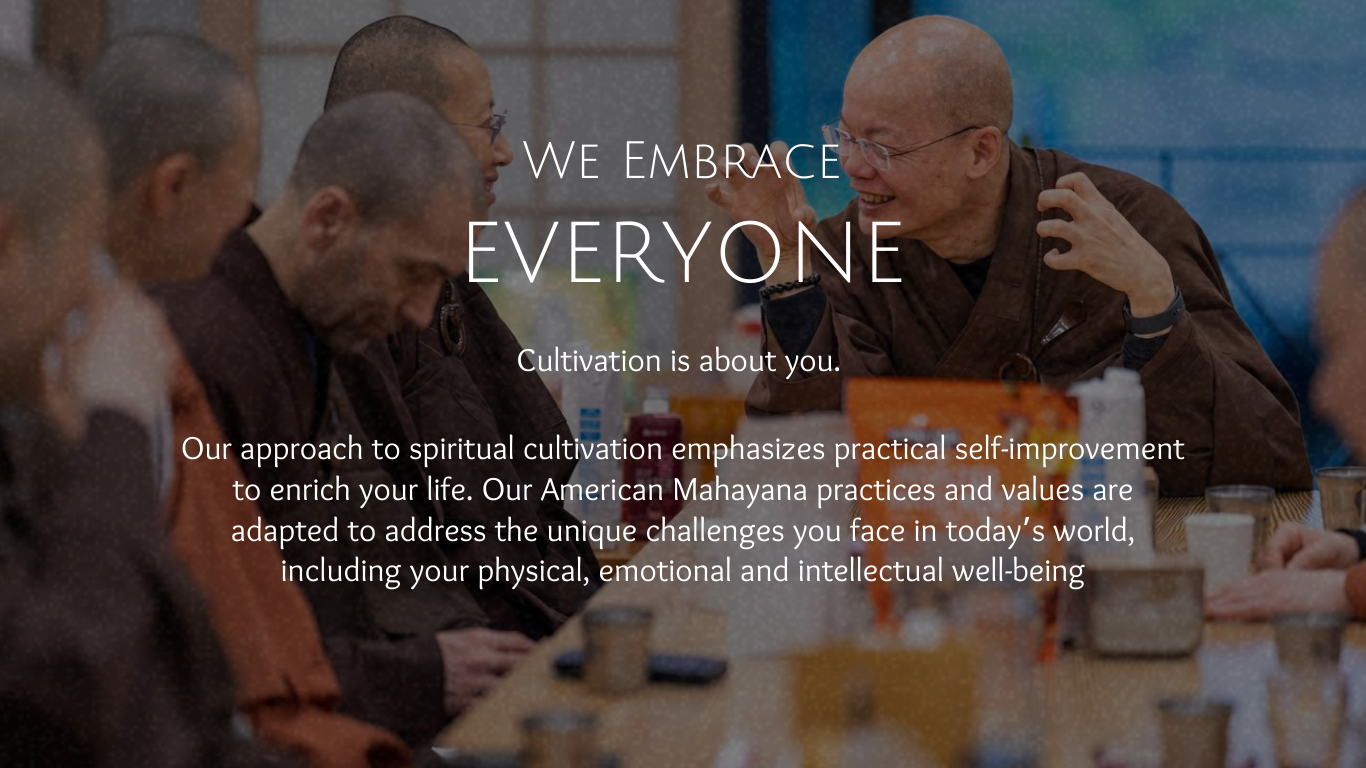 We Embrace
EVERYONE
Cultivation is about you.
Our approach to spiritual cultivation emphasizes practical self-improvement
to enrich your life. Our American Mahayana practices and values are
adapted to address the unique challenges you face in today's world,
including your physical, emotional and intellectual well-being